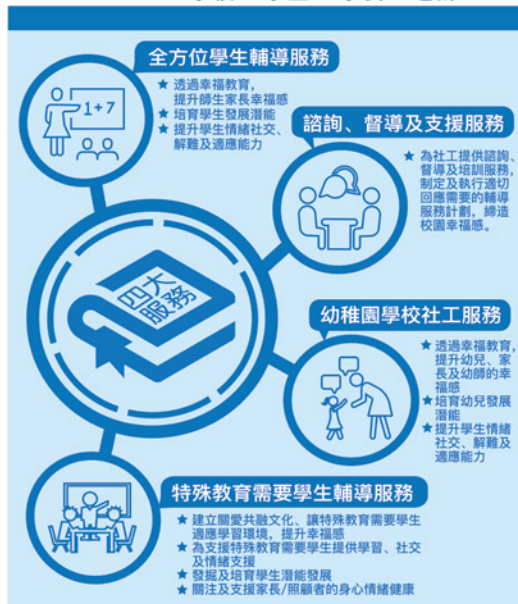 全方位學生輔導服務
★ 透過幸福教育，
提升師生家長幸福感
★ 培育學生發展潛能
★ 提升學生情緒社交、
解難及適應能力
1+7
諮詢、督導及支援服務
★ 為社工提供諮詢、
督導及培訓服務，
制定及執行適切
回應需要的輔導
服務計劃，締造
校園幸福感。
四大
服務
幼稚園學校社工服務
★ 透過幸福教育，
提升幼兒、家
長及幼師的幸
福感
★ 培育幼兒發展
潛能
★ 提升學生情緒
社交、解難及
適應能力
特殊教育需要學生輔導服務
★ 建立關愛共融文化、讓特殊教育需要學生
適應學習環境，提升幸福感
★ 為支援特殊教育需要學生提供學習、社交
及情緒支援
★ 發掘及培育學生潛能發展
★ 關注及支援家長/照顧者的身心情緒健康